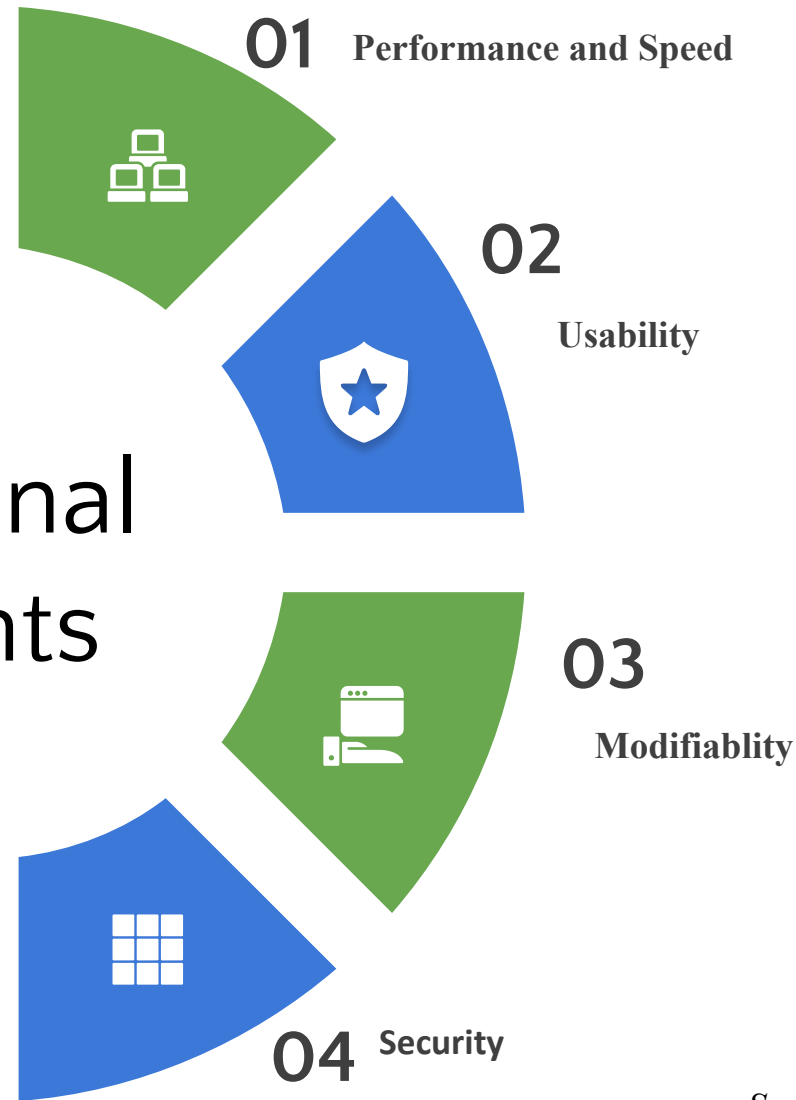 01 Performance and Speed
02
Usability
nal
nts
03
Modifiablity
04 Security